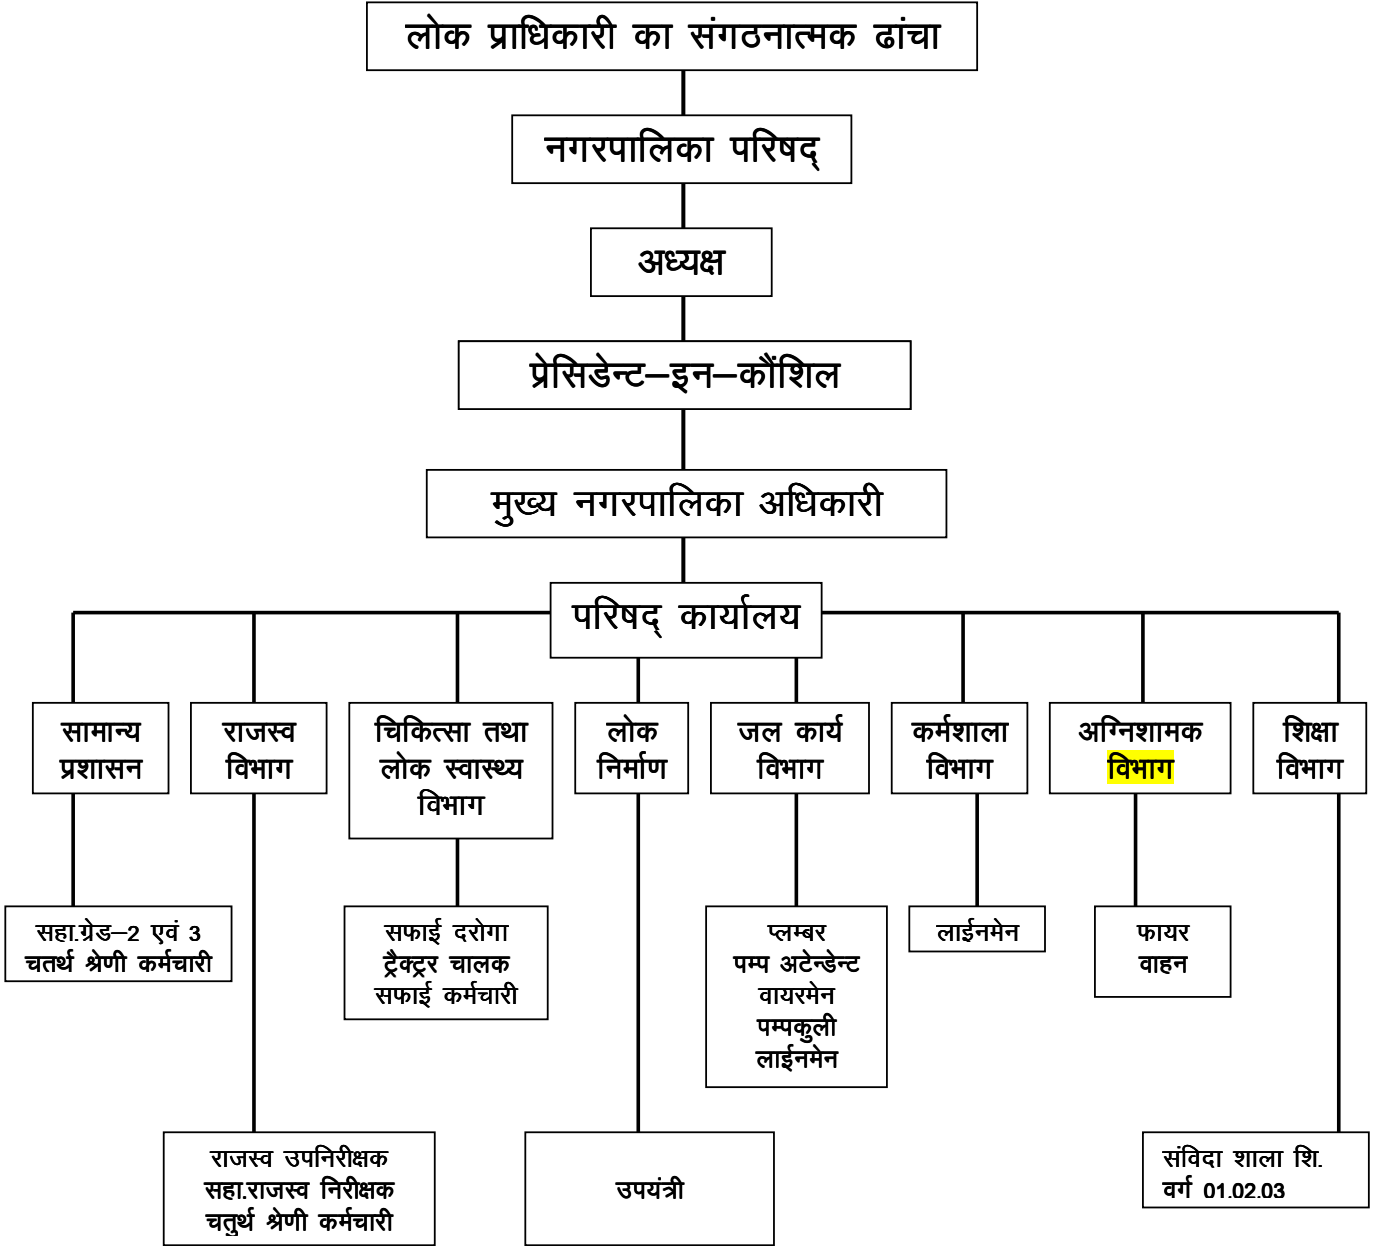 लोक प्राधिकारी का संगठनात्मक ढांचा
नगरपालिका परिषद्
अध्यक्ष
प्रेसिडेन्ट–इन–कौंशिल
मुख्य नगरपालिका अधिकारी
परिषद् कार्यालय
सामान्य
प्रशासन
राजस्व
विभाग
चिकित्सा तथा
लोक स्वास्थ्य
विभाग
लोक
निर्माण
जल कार्य
विभाग
कर्मशाला
विभाग
अग्निशामक
विभाग
शिक्षा
विभाग
सहा.ग्रेड–2 एवं 3
चतर्थ श्रेणी कर्मचारी
सफाई दरोगा
ट्रैक्ट्रर चालक
सफाई कर्मचारी
प्लम्बर
पम्प अटेन्डेन्ट
वायरमेन
पम्पकुली
लाईनमेन
लाईनमेन
फायर
वाहन
राजस्व उपनिरीक्षक
सहा.राजस्व निरीक्षक
चतुर्थ श्रेणी कर्मचारी
उपयंत्री
संविदा शाला शि.
वर्ग 01.02.03